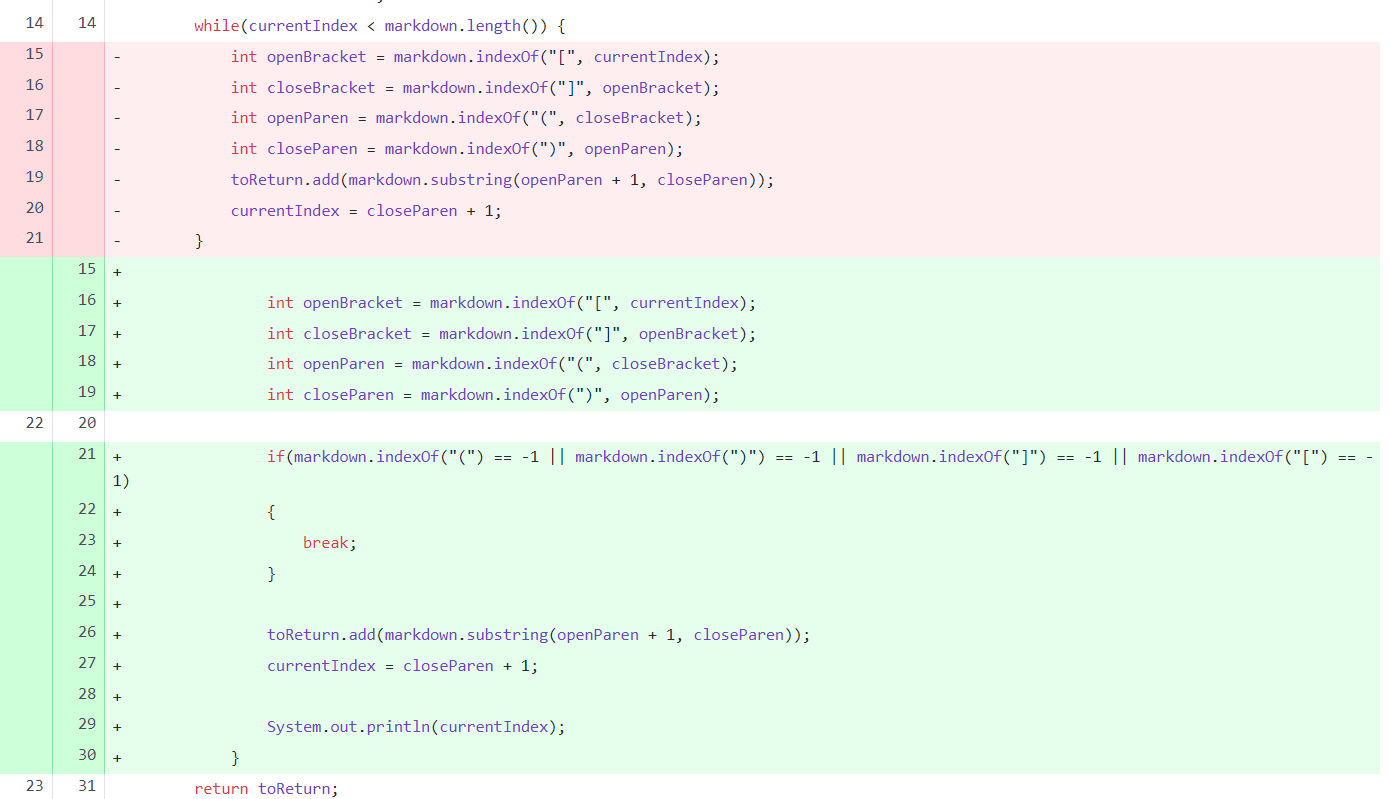 14 14 while(currentIndex < markdown.length()) {
15 - int openBracket = markdown.indexOf("[", currentIndex);
16 - int closeBracket = markdown.indexOf("]", openBracket);
17 - int openParen = markdown.indexOf("(", closeBracket);
18 - int closeParen = markdown.indexOf(")", openParen);
19 - toReturn.add(markdown.substring(openParen + 1, closeParen));
20 - currentIndex = closeParen + 1;
21 - }
15 +
16 + int openBracket = markdown.indexOf("[", currentIndex);
17 + int closeBracket = markdown.indexOf("]", openBracket);
18 + int openParen = markdown.indexOf("(", closeBracket);
19 + int closeParen = markdown.indexOf(")", openParen);
22 20
21 + if(markdown.indexOf("(") == -1 || markdown.indexOf(")") == -1 || markdown.indexOf("]") == -1 || markdown.indexOf("[") == -
1)
22 + {
23 + break;
24 + }
25 +
26 + toReturn.add(markdown.substring(openParen + 1, closeParen));
27 + currentIndex = closeParen + 1;
28 +
29 + System.out.println(currentIndex);
30 + }
23 31 return toReturn;